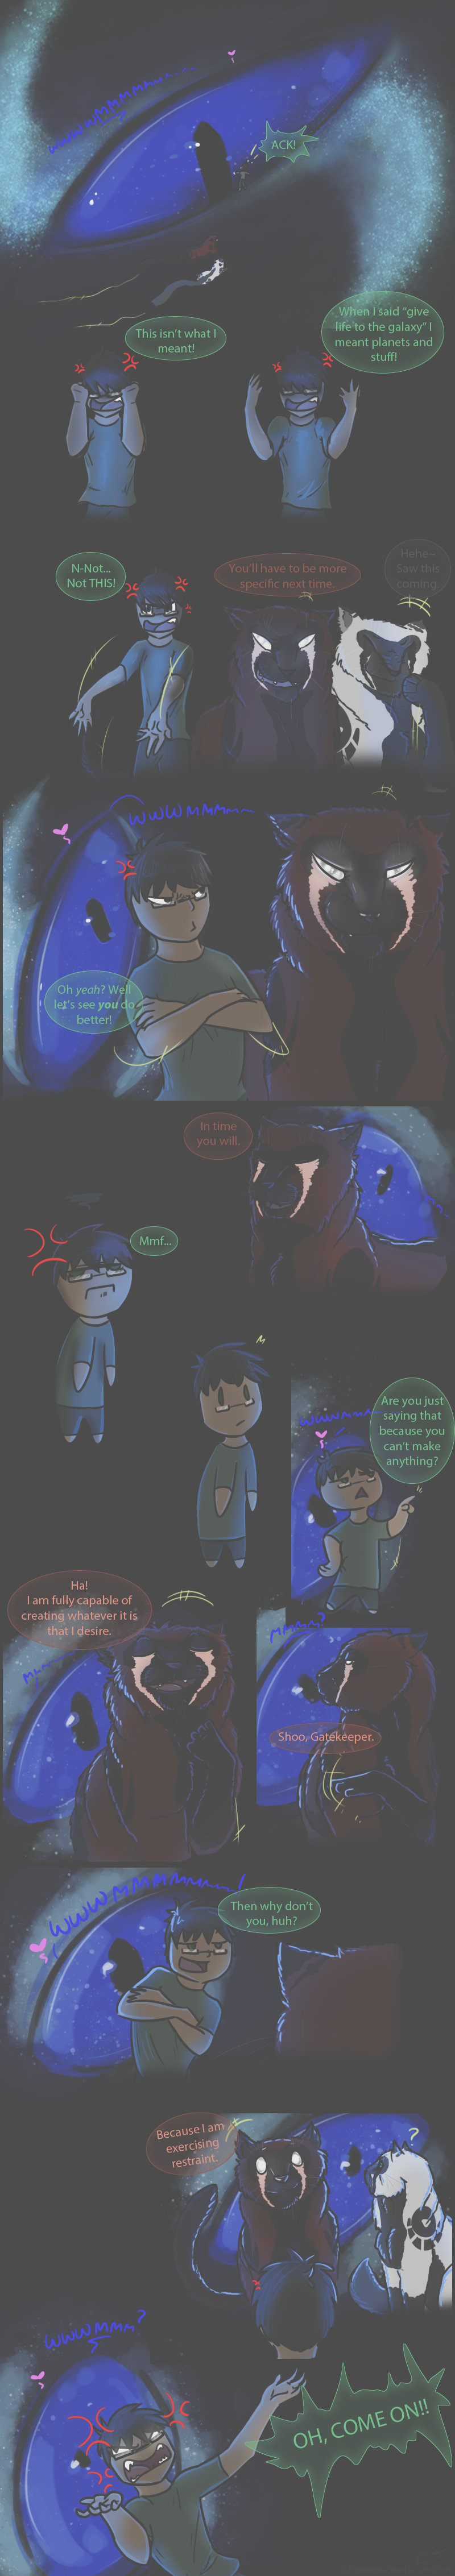 WWWWMMMMMm....
ACK!
This isn't what I
meant!
When I said "give
life to the galaxy" I
meant planets and
stuff!
N-Not...
Not THIS!
You'll have to be more
specific next time.
Hehe~
Saw this
coming.
WWWMMmmm
Oh yeah? Well
let's see you do
better!
In time
you will.
Mmf...
Are you just
saying that
because you
can't make
anything?
Ha!
I am fully capable of
creating whatever it is
that I desire.
MMMM?
Shoo, Gatekeeper.
Then why don't
you, huh?
Because I am
exercising
restraint.
?
WWWMMM?
OH, COME ON!!